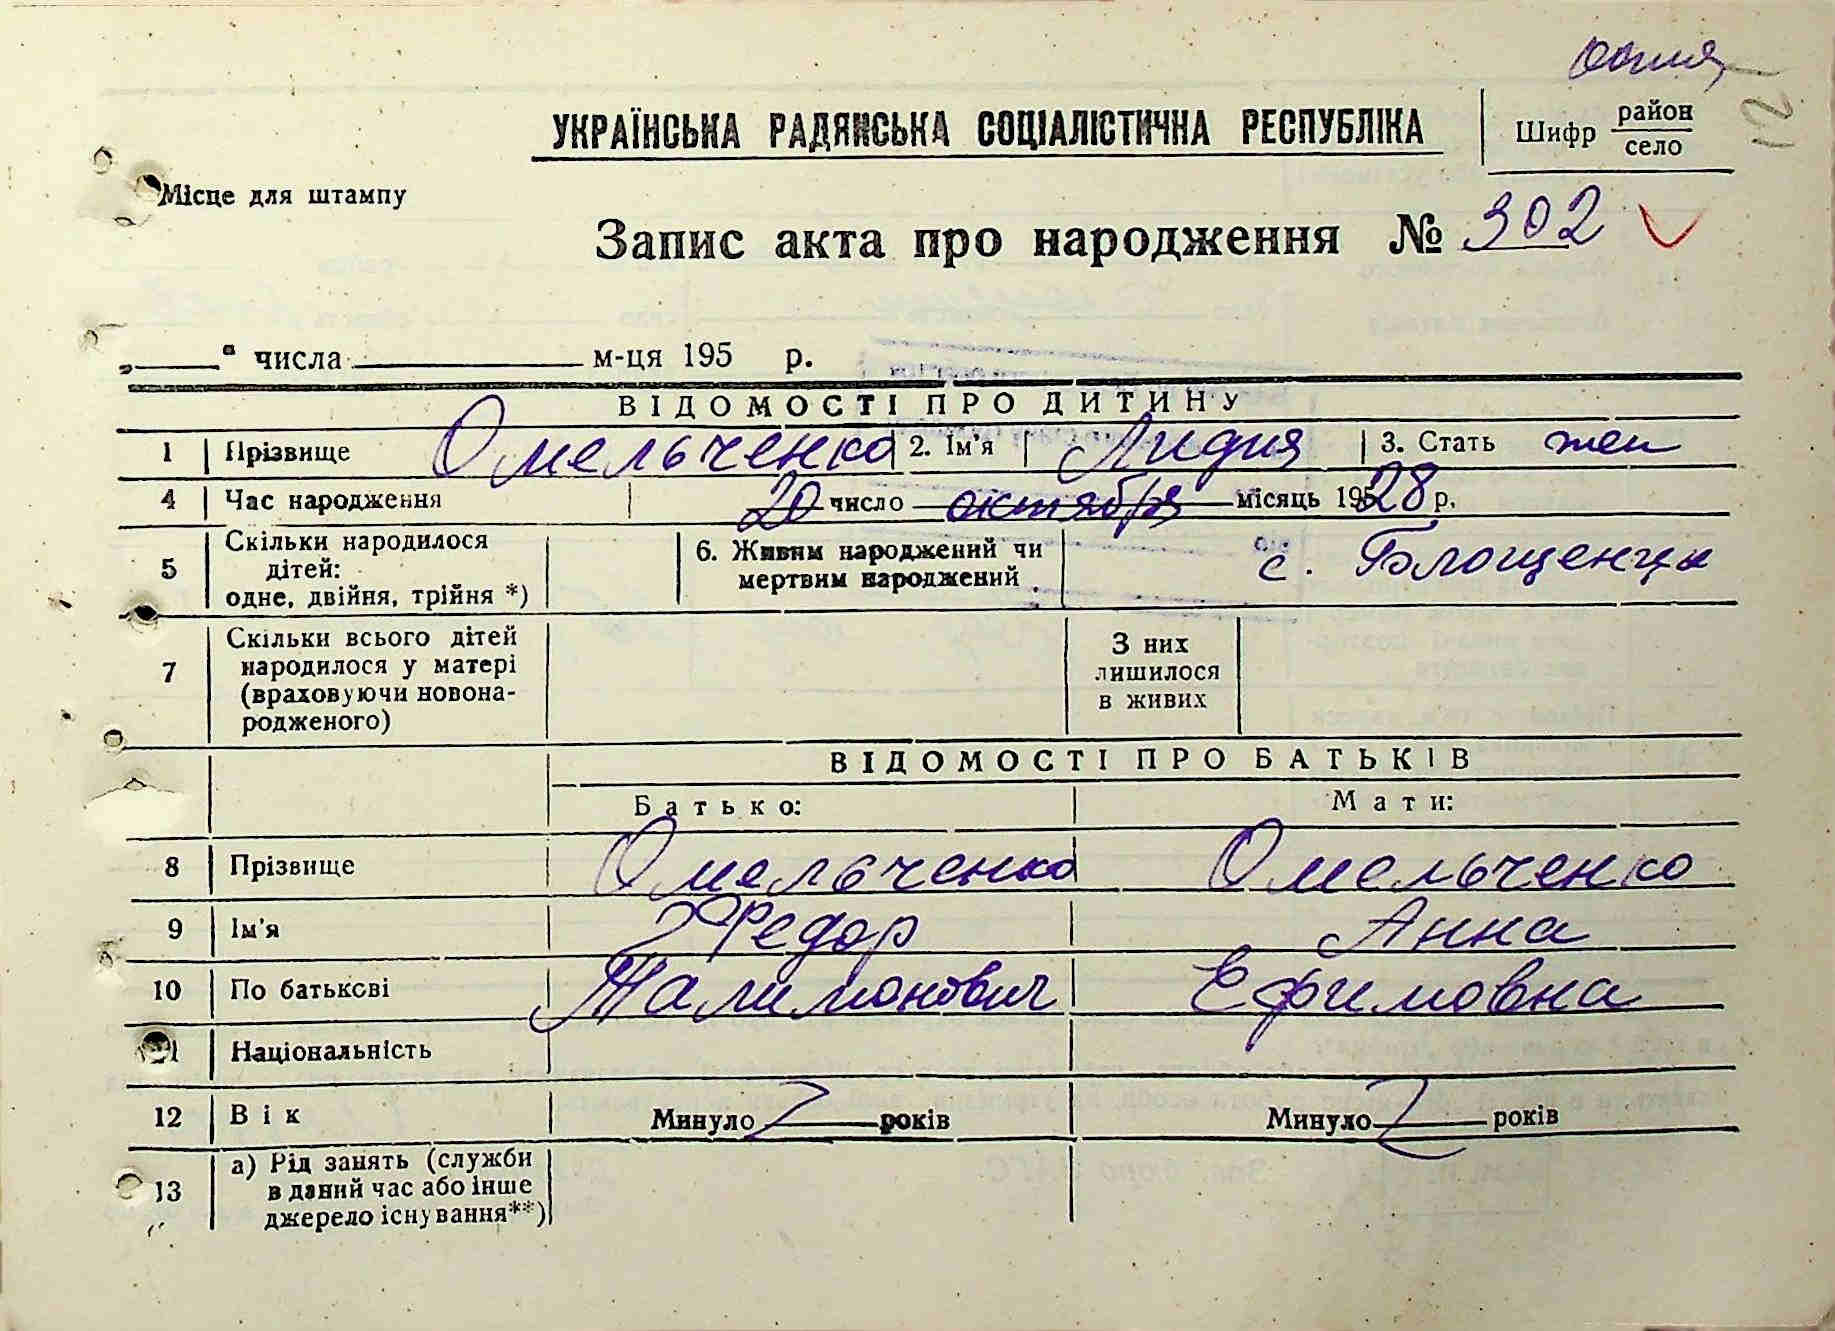 УКРАЇНСЬКА РАДЯНСЬКА СОЦІАЛІСТИЧНА РЕСПУБЛІКА
Шифр район село
Місце для штампу
Запис акта про народження № 302
„ " числа м-ця 195 р.
ВІДОМОСТІ ПРО ДИТИНУ
1 Прізвище Омельченко 2. Ім'я Лидия 3. Стать жен
4 Час народження 20 число октября місяць 1928 р.
5 Скільки народилося дітей: одне, двійня, трійня *) 6. Живим народжений чи мертвим народжений с.
7 Скільки всього дітей народилося у матері (враховуючи новонародженого) З них лишилося в живих
ВІДОМОСТІ ПРО БАТЬКІВ
Батько: Мати:
8 Прізвище Омельченко Омельченко
9 Ім'я Федор Анна
10 По батькові Талимонович Ефимовна
11 Національність
12 Вік Минуло років Минуло років
13 а) Рід занять (служби в даний час або інше джерело існування**)